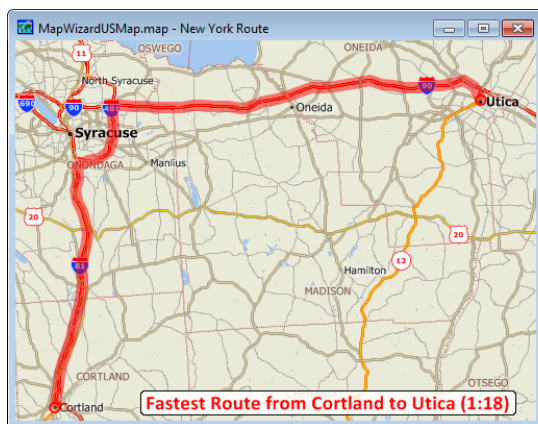 MapWizardUSMap.map - New York Route
OSWEGO
ONEIDA
11
North Syracuse
690
90
481
90
Oneida
Utica
Syracuse
ONONDAGA
Manlius
20
20
81
12
Hamilton
MADISON
CORTLAND
OTSEGO
Cortland
Fastest Route from Cortland to Utica (1:18)